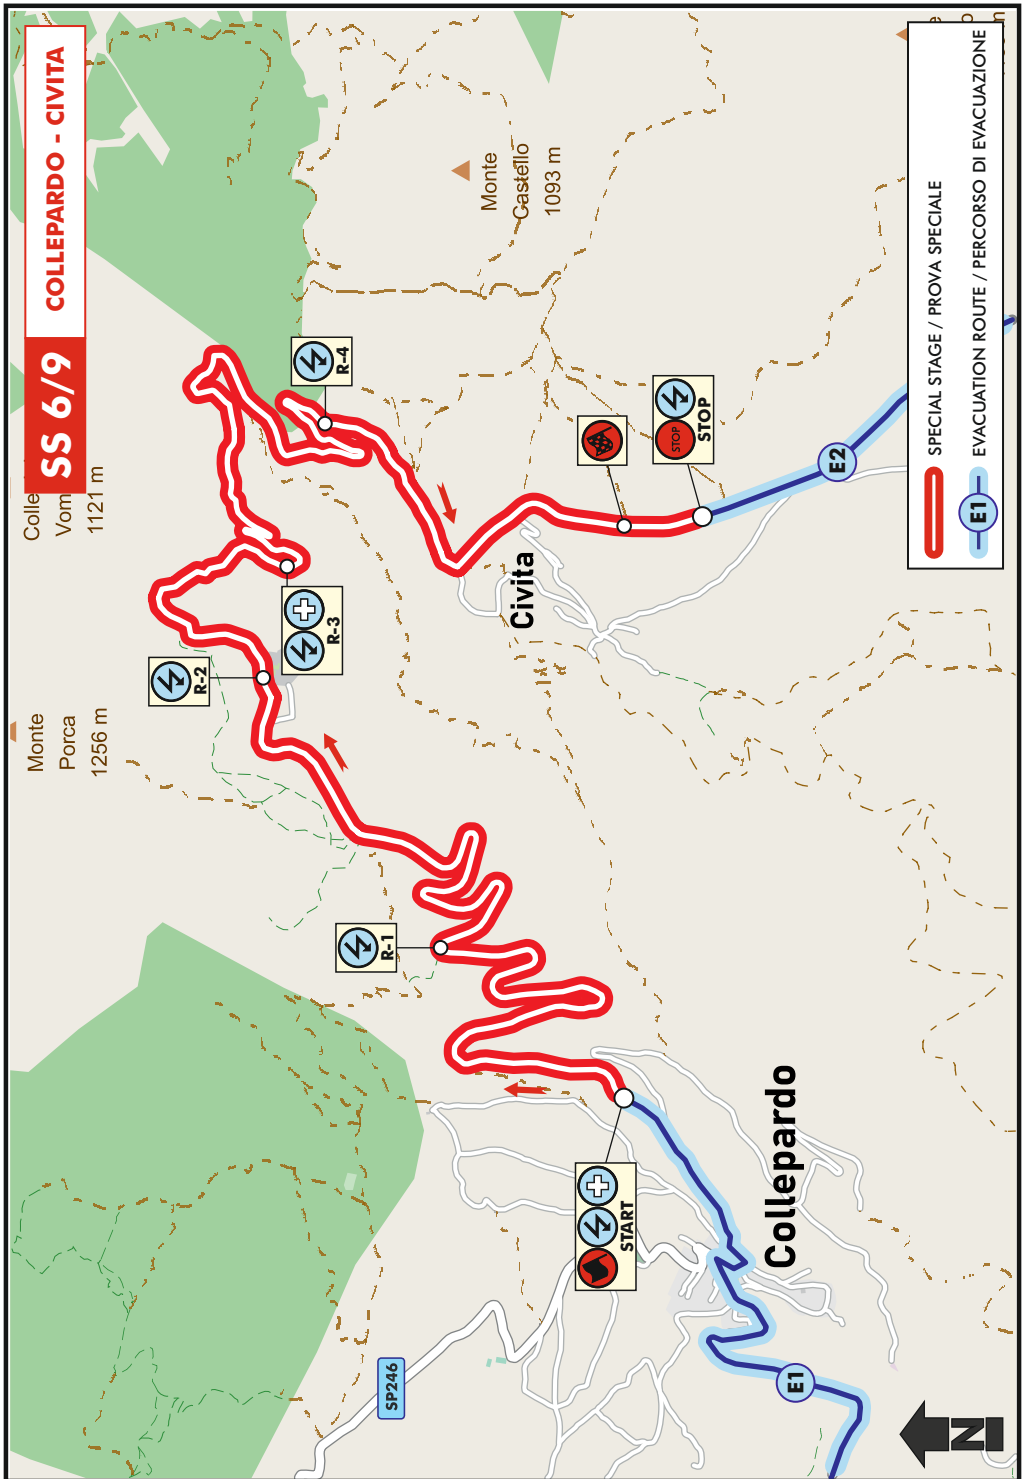 SS 6/9
COLLEPARDO - CIVITA
Colle
Vom
1121 m
Monte
Porca
1256 m
Monte
Castello
1093 m
R-4
R-3
R-2
R-1
STOP
STOP
START
Civita
Collepardo
SP246
E1
E2
N
SPECIAL STAGE / PROVA SPECIALE
E1
EVACUATION ROUTE / PERCORSO DI EVACUAZIONE